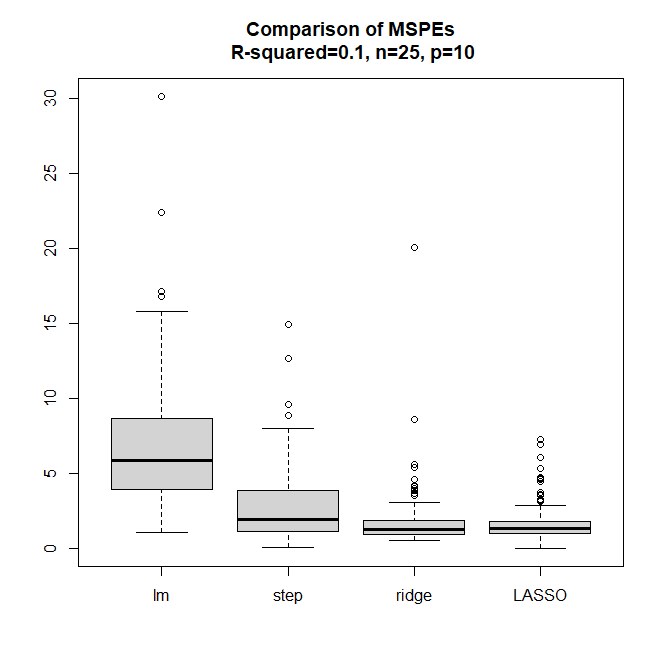 Comparison of MSPEs
R-squared=0.1, n=25, p=10
30
25
20
15
10
5
0
lm step ridge LASSO